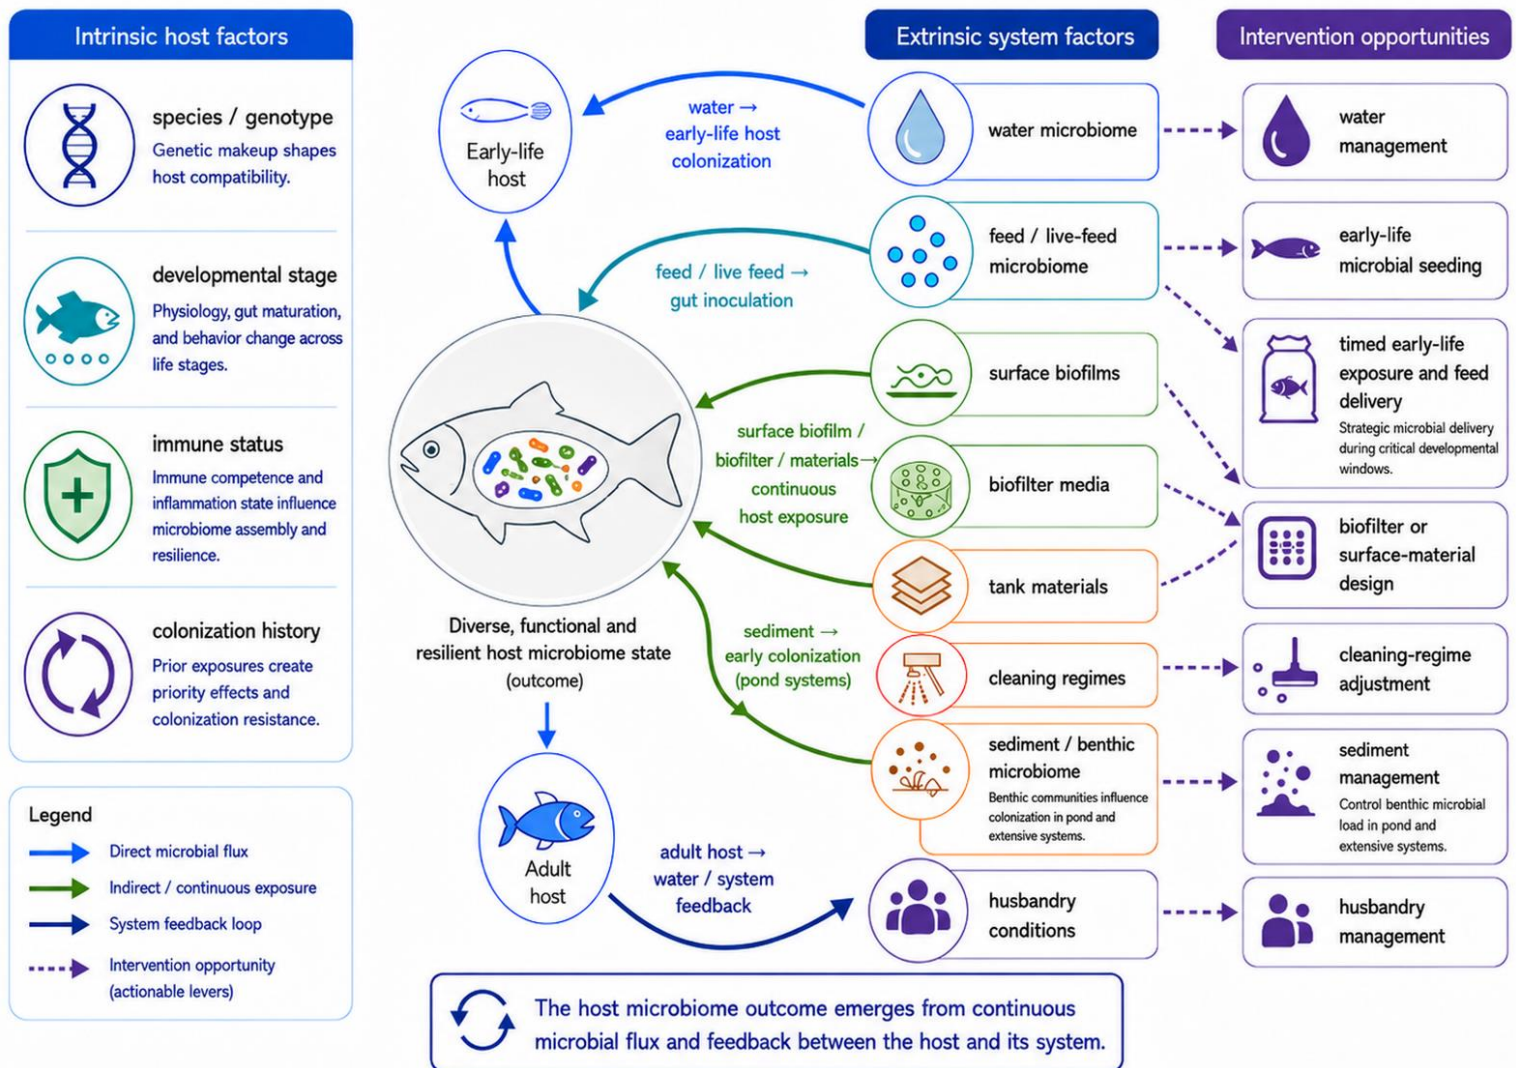 Intrinsic host factors
species / genotype
Genetic makeup shapes
host compatibility.
developmental stage
Physiology, gut maturation,
and behavior change across
life stages.
immune status
Immune competence and
inflammation state influence
microbiome assembly and
resilience.
colonization history
Prior exposures create
priority effects and
colonization resistance.
Legend
Direct microbial flux
Indirect / continuous exposure
System feedback loop
Intervention opportunity
(actionable levers)
Early-life
host
water →
early-life host
colonization
feed / live feed →
gut inoculation
surface biofilm /
biofilter / materials→
continuous
host exposure
Diverse, functional and
resilient host microbiome state
(outcome)
sediment →
early colonization
(pond systems)
Adult
host
adult host →
water / system
feedback
Extrinsic system factors
water microbiome
feed / live-feed
microbiome
surface biofilms
biofilter media
tank materials
cleaning regimes
sediment / benthic
microbiome
Benthic communities influence
colonization in pond and
extensive systems.
husbandry
conditions
Intervention opportunities
water
management
early-life
microbial seeding
timed early-life
exposure and feed
delivery
Strategic microbial delivery
during critical developmental
windows.
biofilter or
surface-material
design
cleaning-regime
adjustment
sediment
management
Control benthic microbial
load in pond and
extensive systems.
husbandry
management
The host microbiome outcome emerges from continuous
microbial flux and feedback between the host and its system.